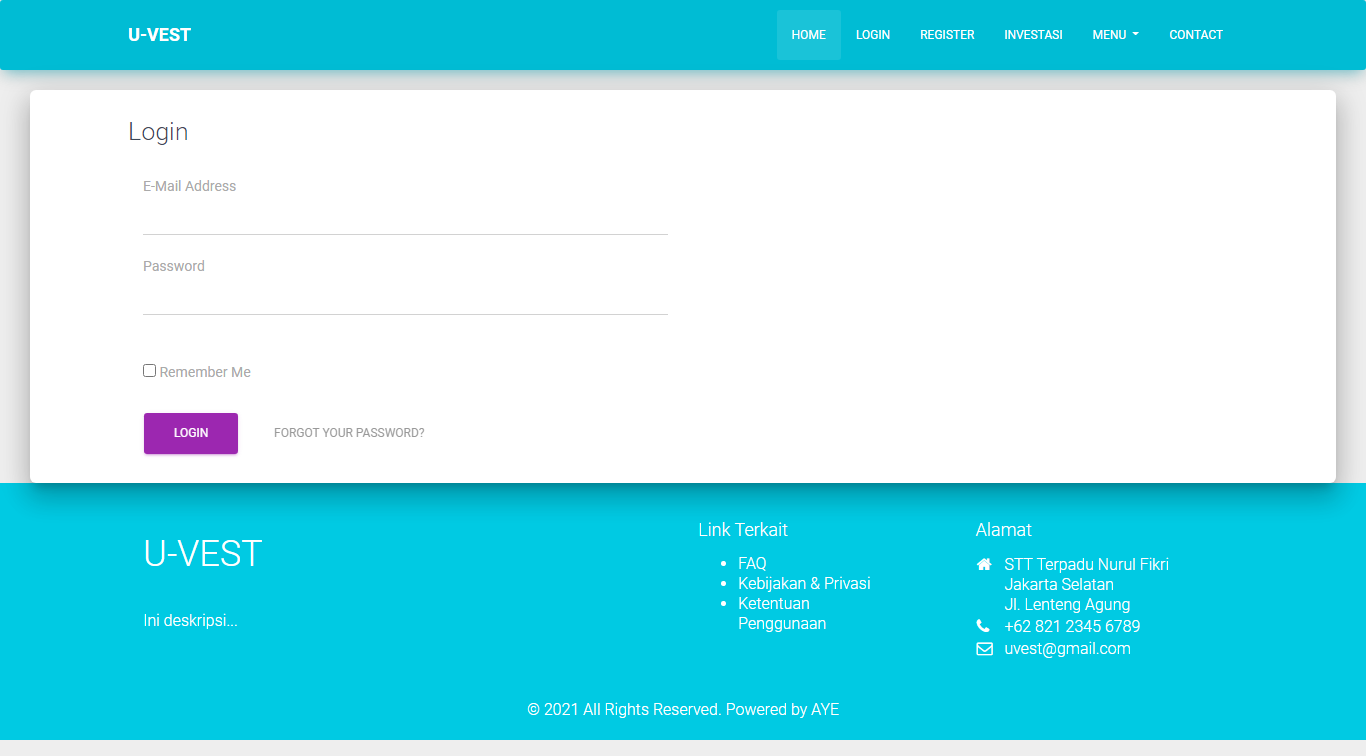 U-VEST
HOME LOGIN REGISTER INVESTASI MENU CONTACT
Login
E-Mail Address
Password
Remember Me
LOGIN FORGOT YOUR PASSWORD?
U-VEST
Ini deskripsi...
Link Terkait
FAQ
Kebijakan & Privasi
Ketentuan
Penggunaan
Alamat
STT Terpadu Nurul Fikri
Jakarta Selatan
Jl. Lenteng Agung
+62 821 2345 6789
uvest@gmail.com
© 2021 All Rights Reserved. Powered by AYE